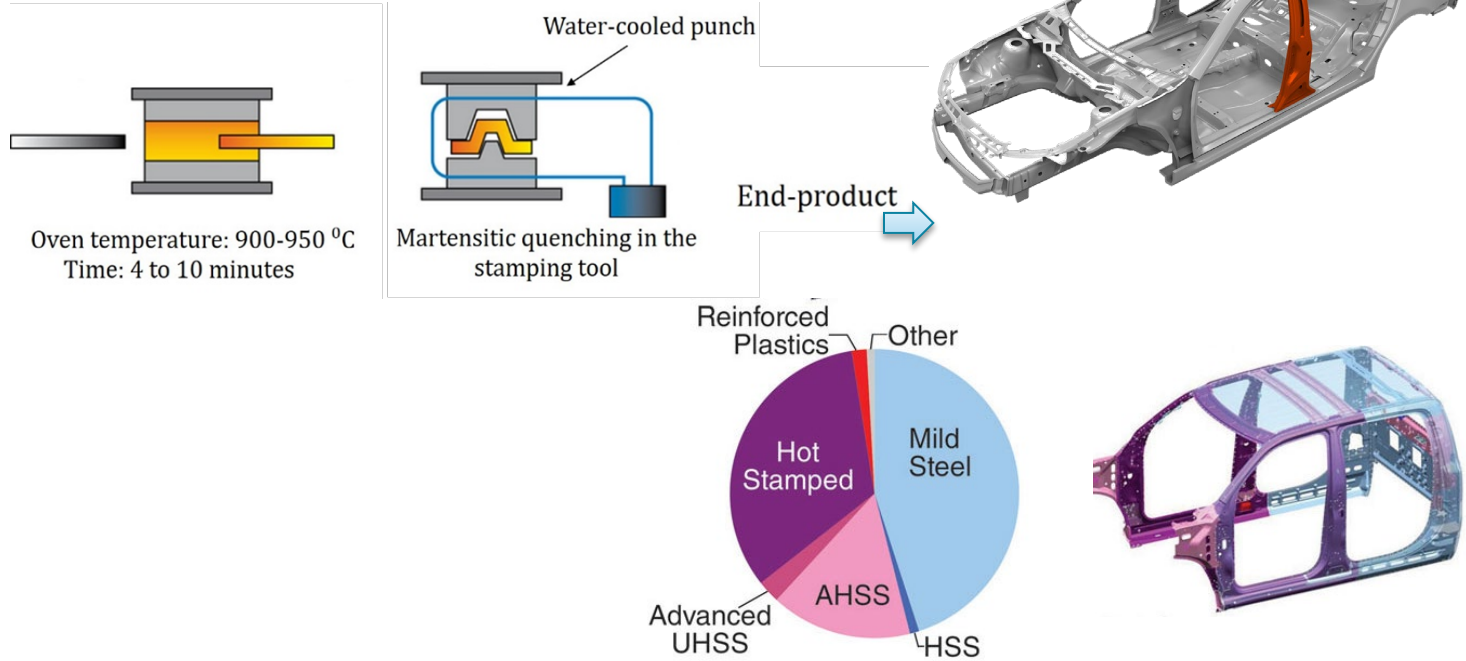 Water-cooled punch
Oven temperature: 900-950 ⁰C
Time: 4 to 10 minutes
Martensitic quenching in the
stamping tool
End-product
Reinforced
Plastics
Other
Mild
Steel
Hot
Stamped
AHSS
Advanced
UHSS
HSS